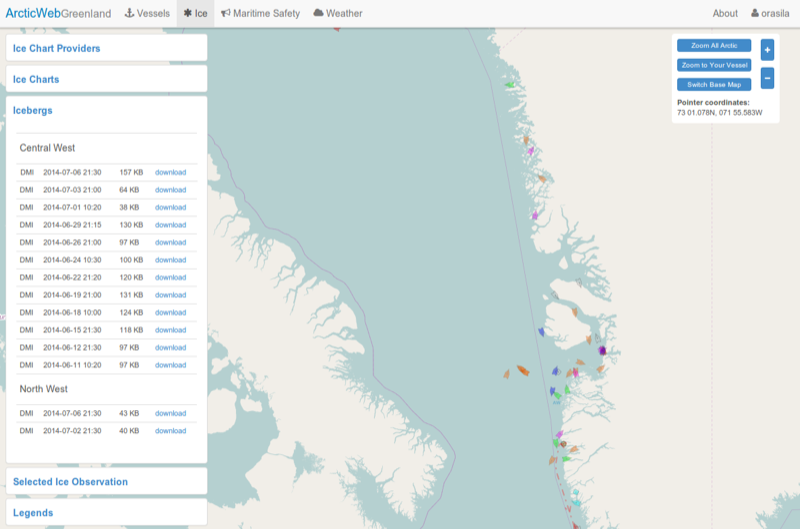 ArcticWebGreenland Vessels Ice Maritime Safety Weather About orasila
Ice Chart Providers
Ice Charts
Icebergs
Central West
DMI 2014-07-06 21:30 157 KB download
DMI 2014-07-03 21:00 64 KB download
DMI 2014-07-01 10:20 38 KB download
DMI 2014-06-29 21:15 130 KB download
DMI 2014-06-26 21:00 97 KB download
DMI 2014-06-24 10:30 100 KB download
DMI 2014-06-22 21:20 120 KB download
DMI 2014-06-19 21:00 131 KB download
DMI 2014-06-18 10:00 124 KB download
DMI 2014-06-15 21:30 118 KB download
DMI 2014-06-12 21:30 97 KB download
DMI 2014-06-11 10:20 97 KB download
North West
DMI 2014-07-06 21:30 43 KB download
DMI 2014-07-02 21:30 40 KB download
Selected Ice Observation
Legends
Zoom All Arctic
Zoom to Your Vessel
Switch Base Map
+
−
Pointer coordinates:
73 01.078N, 071 55.583W